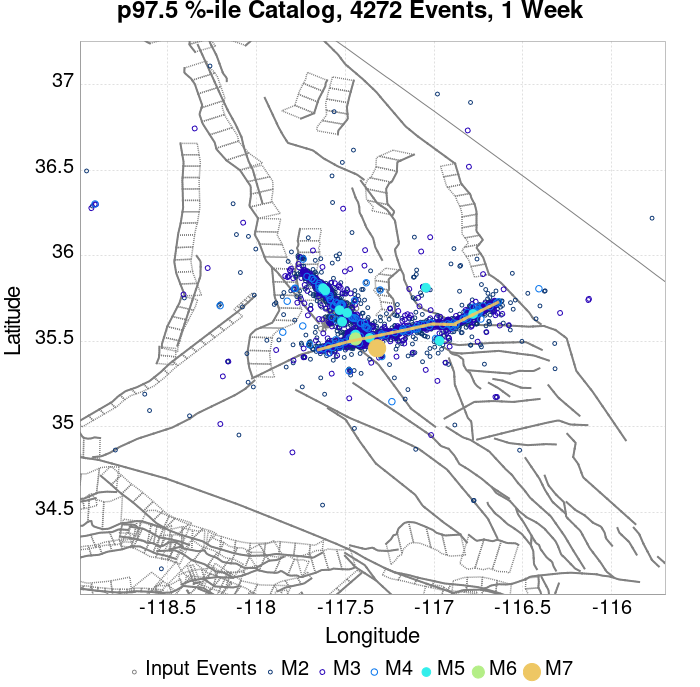 p97.5 %-ile Catalog, 4272 Events, 1 Week
37
36.5
36
35.5
35
34.5
Latitude
-118.5 -118 -117.5 -117 -116.5 -116
Longitude
Input Events M2 M3 M4 M5 M6 M7